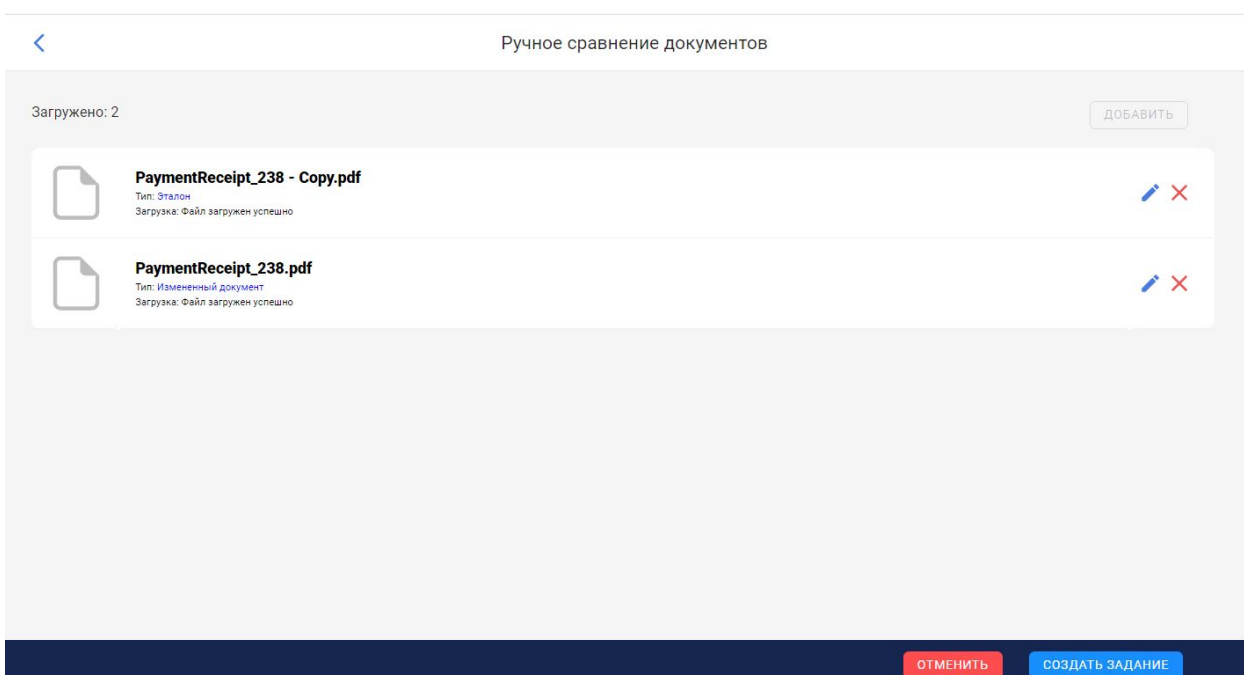 Ручное сравнение документов
Загружено: 2
ДОБАВИТЬ
PaymentReceipt_238 - Copy.pdf
Тип: Эталон
Загрузка: Файл загружен успешно
PaymentReceipt_238.pdf
Тип: Измененный документ
Загрузка: Файл загружен успешно
ОТМЕНИТЬ
СОЗДАТЬ ЗАДАНИЕ